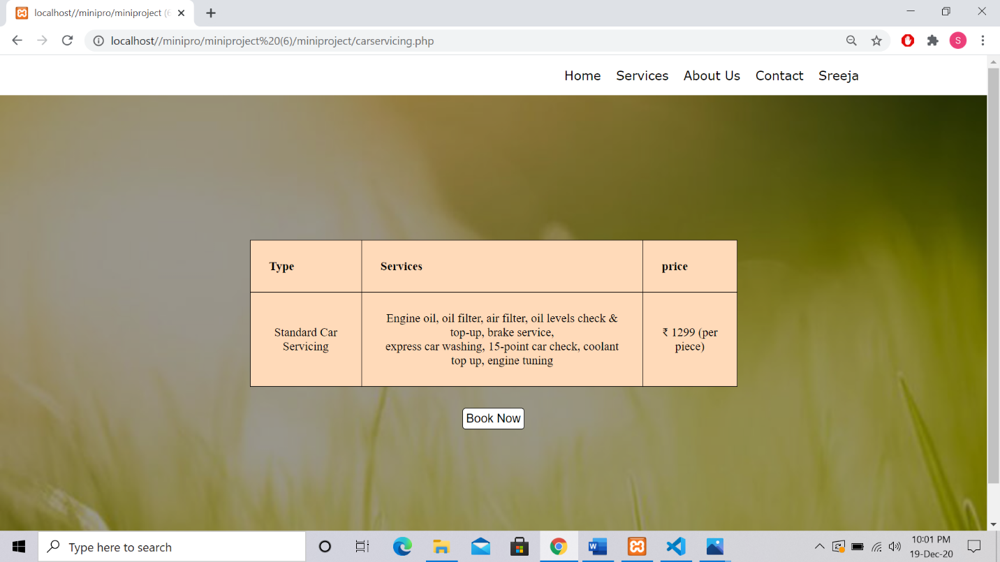 localhost//minipro/miniproject (6
localhost//minipro/miniproject%20(6)/miniproject/carservicing.php
S
Home Services About Us Contact Sreeja
Type Services price
Standard Car
Servicing
Engine oil, oil filter, air filter, oil levels check &
top-up, brake service,
express car washing, 15-point car check, coolant
top up, engine tuning
₹ 1299 (per
piece)
Book Now
Type here to search
10:01 PM
19-Dec-20